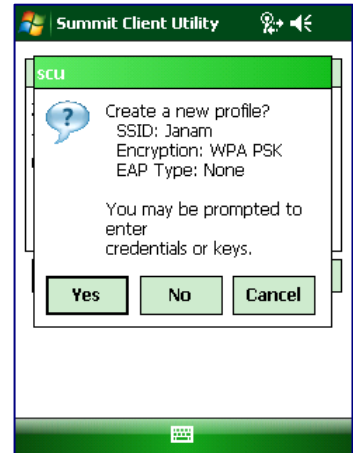 Summit Client Utility
scu
?
Create a new profile?
SSID: Janam
Encryption: WPA PSK
EAP Type: None
You may be prompted to
enter
credentials or keys.
Yes No Cancel